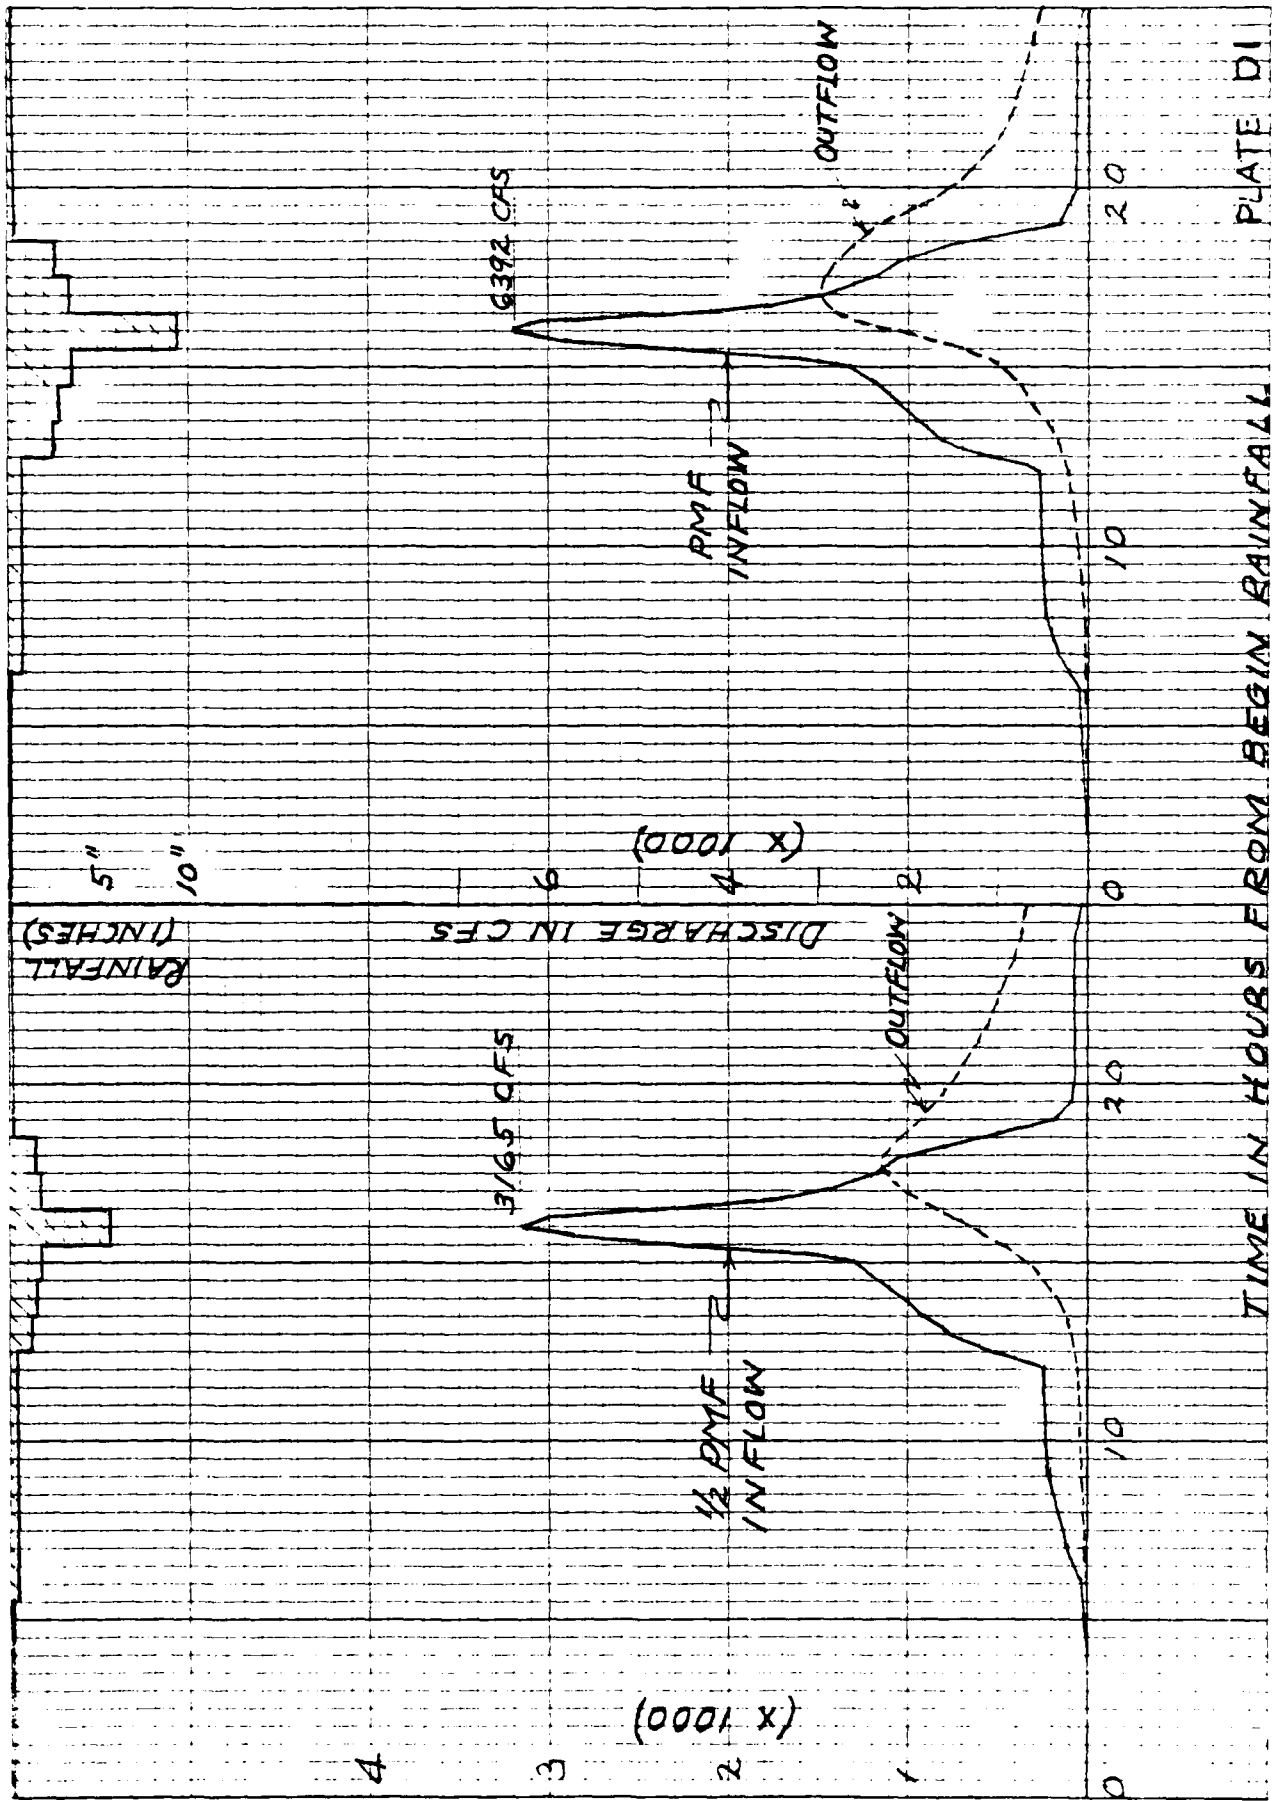 RAINFALL
(INCHES)
5"
10"
DISCHARGE IN CFS
4
3
2
1
0
(X 1000)
1/2 PMF
INFLOW
3165 CFS
OUTFLOW
10
20
6
4
2
0
(X 1000)
PMF
INFLOW
6392 CFS
OUTFLOW
10
20
TIME IN HOURS FROM BEGIN RAINFALL
PLATE D1